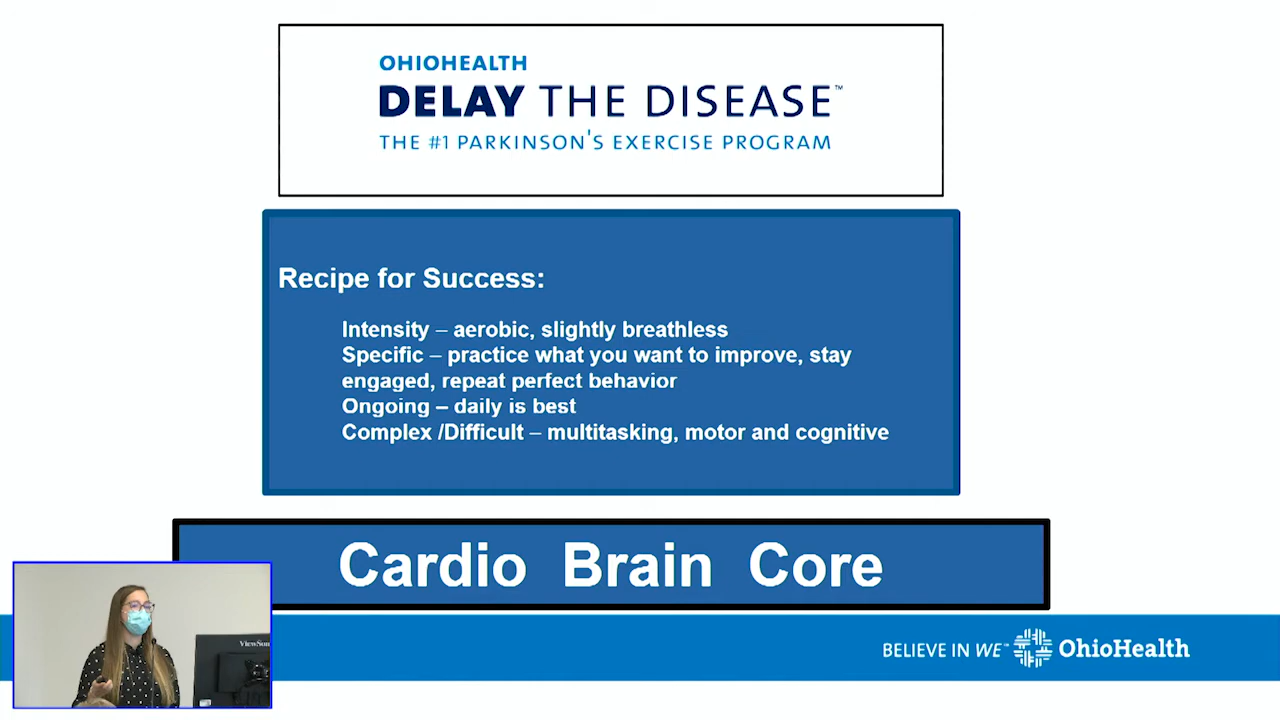 OHIOHEALTH
DELAY THE DISEASE™
THE #1 PARKINSON'S EXERCISE PROGRAM
Recipe for Success:
Intensity – aerobic, slightly breathless
Specific – practice what you want to improve, stay
engaged, repeat perfect behavior
Ongoing – daily is best
Complex /Difficult – multitasking, motor and cognitive
Cardio Brain Core
BELIEVE IN WE™ OhioHealth